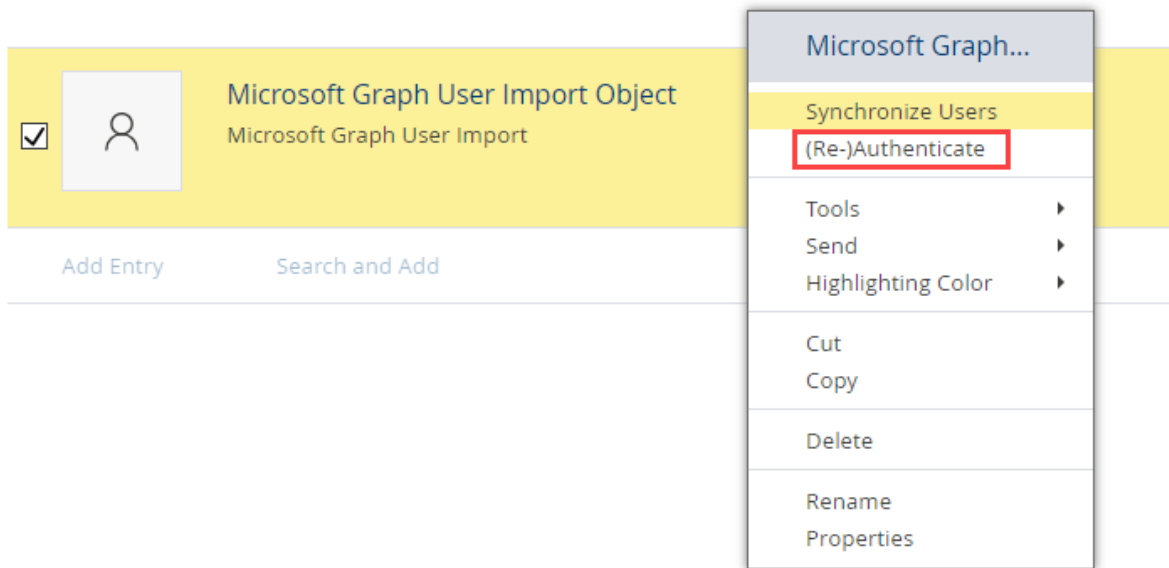 Microsoft Graph User Import Object
Microsoft Graph User Import
Add Entry
Search and Add
Microsoft Graph...
Synchronize Users
(Re-)Authenticate
Tools
Send
Highlighting Color
Cut
Copy
Delete
Rename
Properties